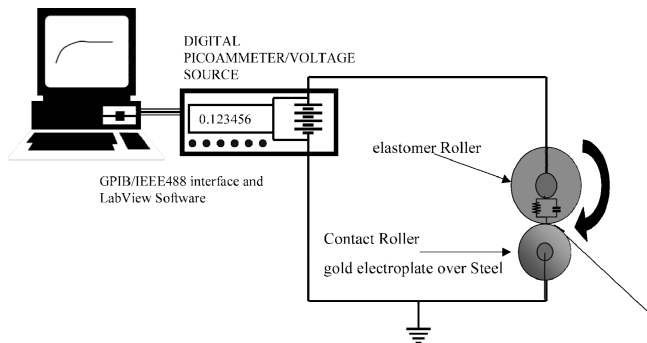 DIGITAL
PICOAMMETER/VOLTAGE
SOURCE
0.123456
GPIB/IEEE488 interface and
LabView Software
elastomer Roller
Contact Roller
gold electroplate over Steel